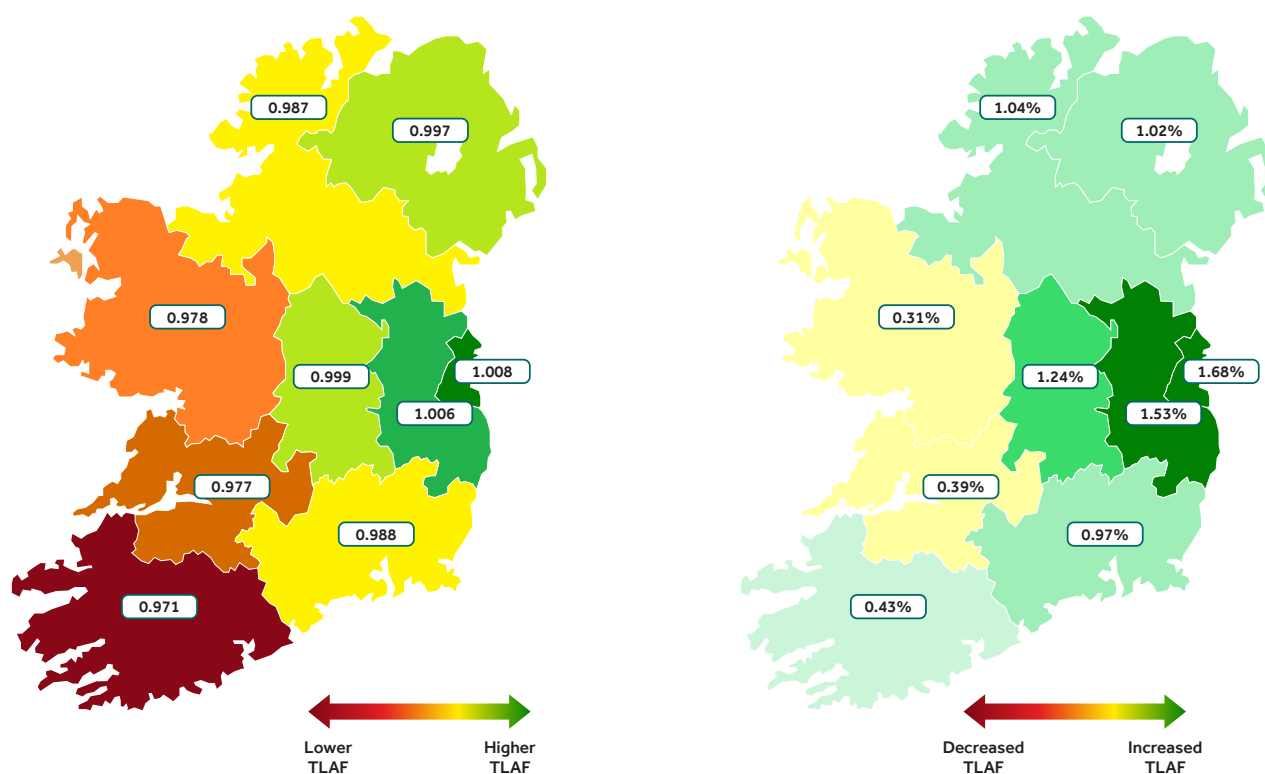 0.987
0.997
0.978
0.999
1.008
1.006
0.977
0.988
0.971
Lower
TLAF
Higher
TLAF
1.04%
1.02%
0.31%
1.24%
1.68%
1.53%
0.39%
0.97%
0.43%
Decreased
TLAF
Increased
TLAF